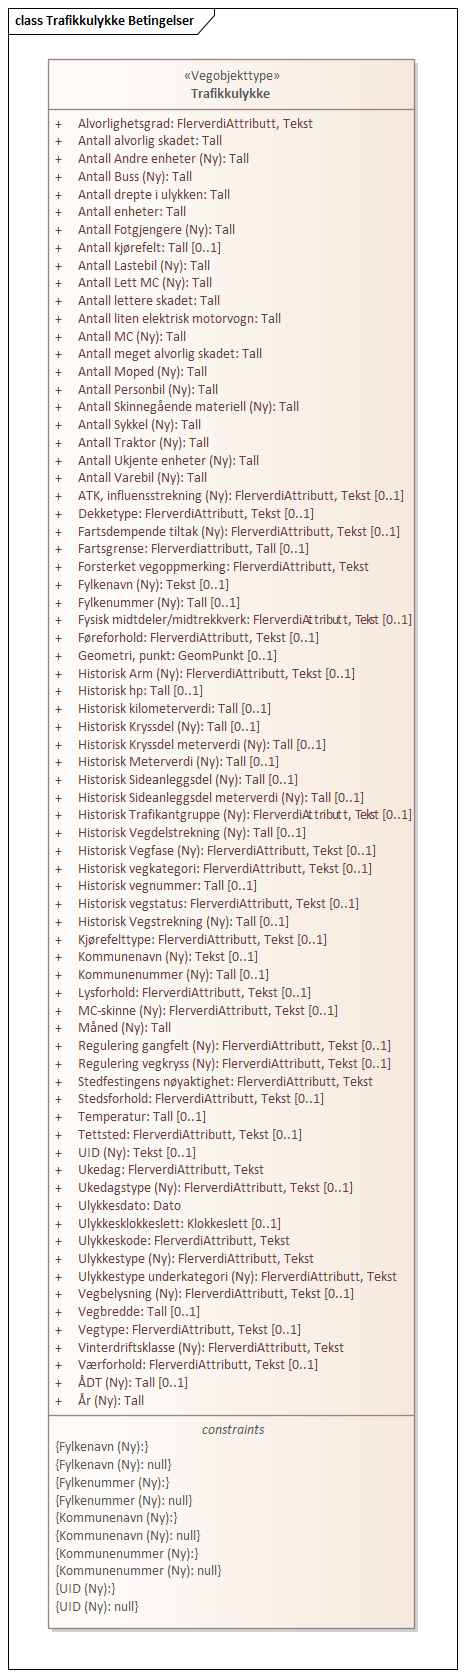 class Trafikkulykke Betingelser
«Vegobjekttype»
Trafikkulykke
+ Alvorlighetsgrad: FlerverdiAttributt, Tekst
+ Antall alvorlig skadet: Tall
+ Antall Andre enheter (Ny): Tall
+ Antall Buss (Ny): Tall
+ Antall drepte i ulykken: Tall
+ Antall enheter: Tall
+ Antall Fotgjengere (Ny): Tall
+ Antall kjørefelt: Tall [0..1]
+ Antall Lastebil (Ny): Tall
+ Antall Lett MC (Ny): Tall
+ Antall lettere skadet: Tall
+ Antall liten elektrisk motorvogn: Tall
+ Antall MC (Ny): Tall
+ Antall meget alvorlig skadet: Tall
+ Antall Moped (Ny): Tall
+ Antall Personbil (Ny): Tall
+ Antall Skinnegående materiell (Ny): Tall
+ Antall Sykkel (Ny): Tall
+ Antall Traktor (Ny): Tall
+ Antall Ukjente enheter (Ny): Tall
+ Antall Varebil (Ny): Tall
+ ATK, influensstrekning (Ny): FlerverdiAttributt, Tekst [0..1]
+ Dekketype: FlerverdiAttributt, Tekst [0..1]
+ Fartsdempende tiltak (Ny): FlerverdiAttributt, Tekst [0..1]
+ Fartsgrense: Flerverdiattributt, Tall [0..1]
+ Forsterket vegoppmerking: FlerverdiAttributt, Tekst
+ Fylkenavn (Ny): Tekst [0..1]
+ Fylkenummer (Ny): Tall [0..1]
+ Fysisk midtdeler/midtrekkverk: FlerverdiAttributt, Tekst [0..1]
+ Føreforhold: FlerverdiAttributt, Tekst [0..1]
+ Geometri, punkt: GeomPunkt [0..1]
+ Historisk Arm (Ny): FlerverdiAttributt, Tekst [0..1]
+ Historisk hp: Tall [0..1]
+ Historisk kilometerverdi: Tall [0..1]
+ Historisk Kryssdel (Ny): Tall [0..1]
+ Historisk Kryssdel meterverdi (Ny): Tall [0..1]
+ Historisk Meterverdi (Ny): Tall [0..1]
+ Historisk Sideanleggsdel (Ny): Tall [0..1]
+ Historisk Sideanleggsdel meterverdi (Ny): Tall [0..1]
+ Historisk Trafikantgruppe (Ny): FlerverdiAttributt, Tekst [0..1]
+ Historisk Vegdelstrekning (Ny): Tall [0..1]
+ Historisk Vegfase (Ny): FlerverdiAttributt, Tekst [0..1]
+ Historisk vegkategori: FlerverdiAttributt, Tekst [0..1]
+ Historisk vegnummer: Tall [0..1]
+ Historisk vegstatus: FlerverdiAttributt, Tekst [0..1]
+ Historisk Vegstrekning (Ny): Tall [0..1]
+ Kjørefelttype: FlerverdiAttributt, Tekst [0..1]
+ Kommunenavn (Ny): Tekst [0..1]
+ Kommunenummer (Ny): Tall [0..1]
+ Lysforhold: FlerverdiAttributt, Tekst [0..1]
+ MC-skinne (Ny): FlerverdiAttributt, Tekst [0..1]
+ Måned (Ny): Tall
+ Regulering gangfelt (Ny): FlerverdiAttributt, Tekst [0..1]
+ Regulering vegkryss (Ny): FlerverdiAttributt, Tekst [0..1]
+ Stedfestingens nøyaktighet: FlerverdiAttributt, Tekst
+ Stedsforhold: FlerverdiAttributt, Tekst [0..1]
+ Temperatur: Tall [0..1]
+ Tettsted: FlerverdiAttributt, Tekst [0..1]
+ UID (Ny): Tekst [0..1]
+ Ukedag: FlerverdiAttributt, Tekst
+ Ukedagstype (Ny): FlerverdiAttributt, Tekst [0..1]
+ Ulykkesdato: Dato
+ Ulykkesklokkeslett: Klokkeslett [0..1]
+ Ulykkeskode: FlerverdiAttributt, Tekst
+ Ulykkestype (Ny): FlerverdiAttributt, Tekst
+ Ulykkestype underkategori (Ny): FlerverdiAttributt, Tekst
+ Vegbelysning (Ny): FlerverdiAttributt, Tekst [0..1]
+ Vegbredde: Tall [0..1]
+ Vegtype: FlerverdiAttributt, Tekst [0..1]
+ Vinterdriftsklasse (Ny): FlerverdiAttributt, Tekst
+ Værforhold: FlerverdiAttributt, Tekst [0..1]
+ ÅDT (Ny): Tall [0..1]
+ År (Ny): Tall
constraints
{Fylkenavn (Ny):}
{Fylkenavn (Ny): null}
{Fylkenummer (Ny):}
{Fylkenummer (Ny): null}
{Kommunenavn (Ny):}
{Kommunenavn (Ny): null}
{Kommunenummer (Ny):}
{Kommunenummer (Ny): null}
{UID (Ny):}
{UID (Ny): null}